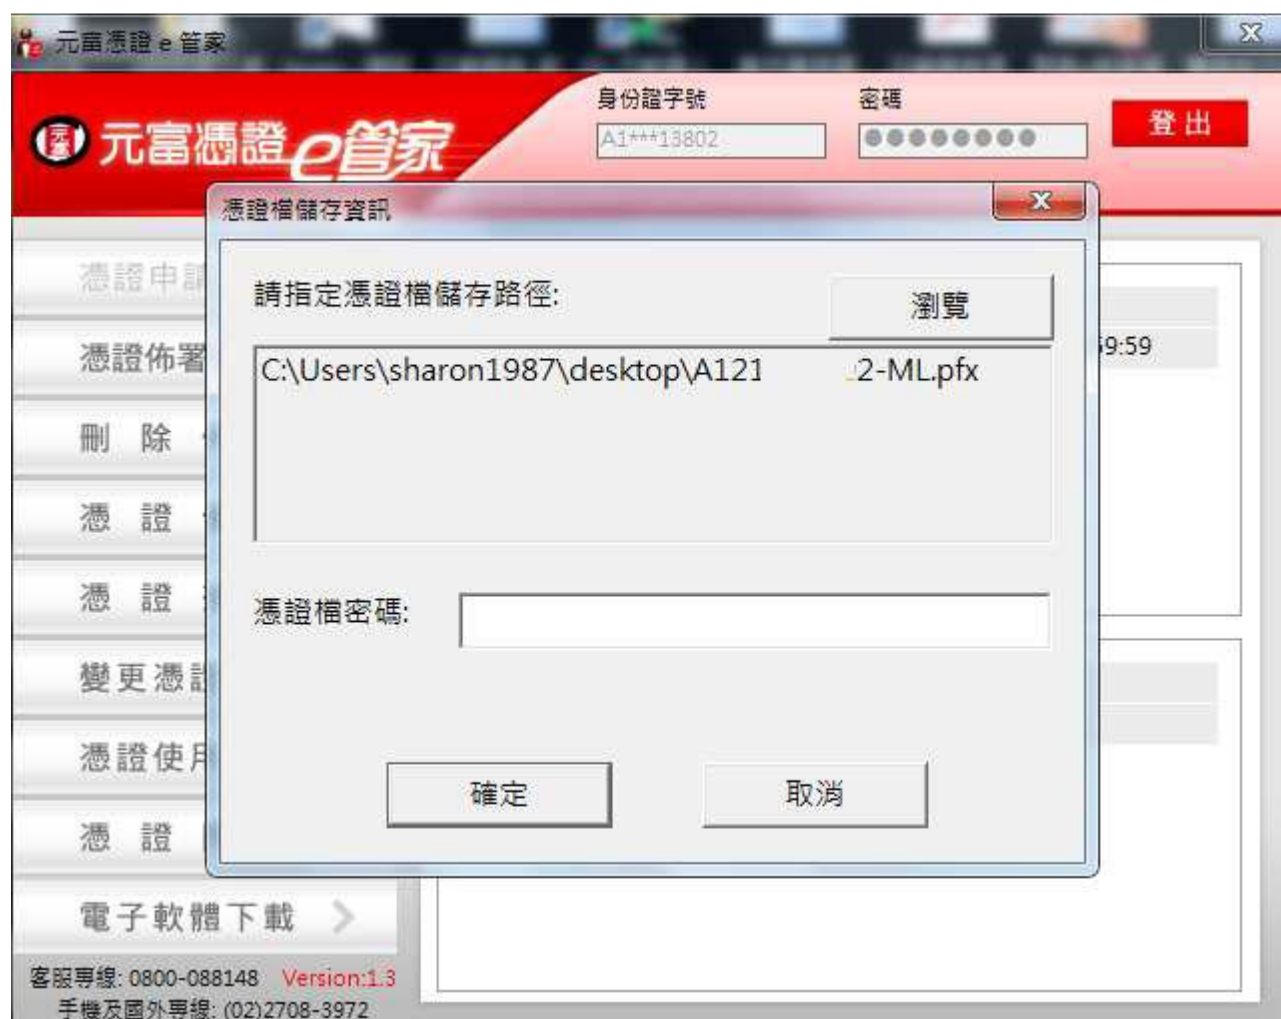 元富憑證 e 管家
身份證字號
密碼
元富憑證e管家
A1***13802
登出
憑證檔儲存資訊
憑證申請
請指定憑證檔儲存路徑:
瀏覽
憑證佈署
C:\Users\sharon1987\desktop\A121 2-ML.pfx
59:59
刪 除
憑 證
憑 證
憑證檔密碼:
變更憑證
憑證使用
確定
取消
憑 證
電子軟體下載
客服專線: 0800-088148 Version:1.3
手機及國外專線: (02)2708-3972